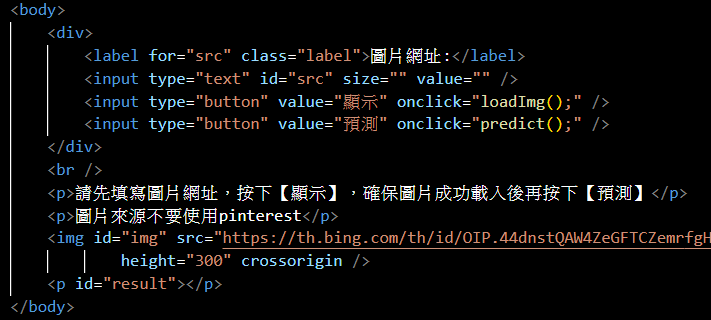 <body>
<div>
<label for="src" class="label">圖片網址:</label>
<input type="text" id="src" size="" value="" />
<input type="button" value="顯示" onclick="loadImg();" />
<input type="button" value="預測" onclick="predict();" />
</div>
<br />
<p>請先填寫圖片網址，按下【顯示】，確保圖片成功載入後再按下【預測】</p>
<p>圖片來源不要使用pinterest</p>
<img id="img" src="https://th.bing.com/th/id/OIP.44dnstQAW4ZeGFTCZemrfgH
height="300" crossorigin />
<p id="result"></p>
</body>